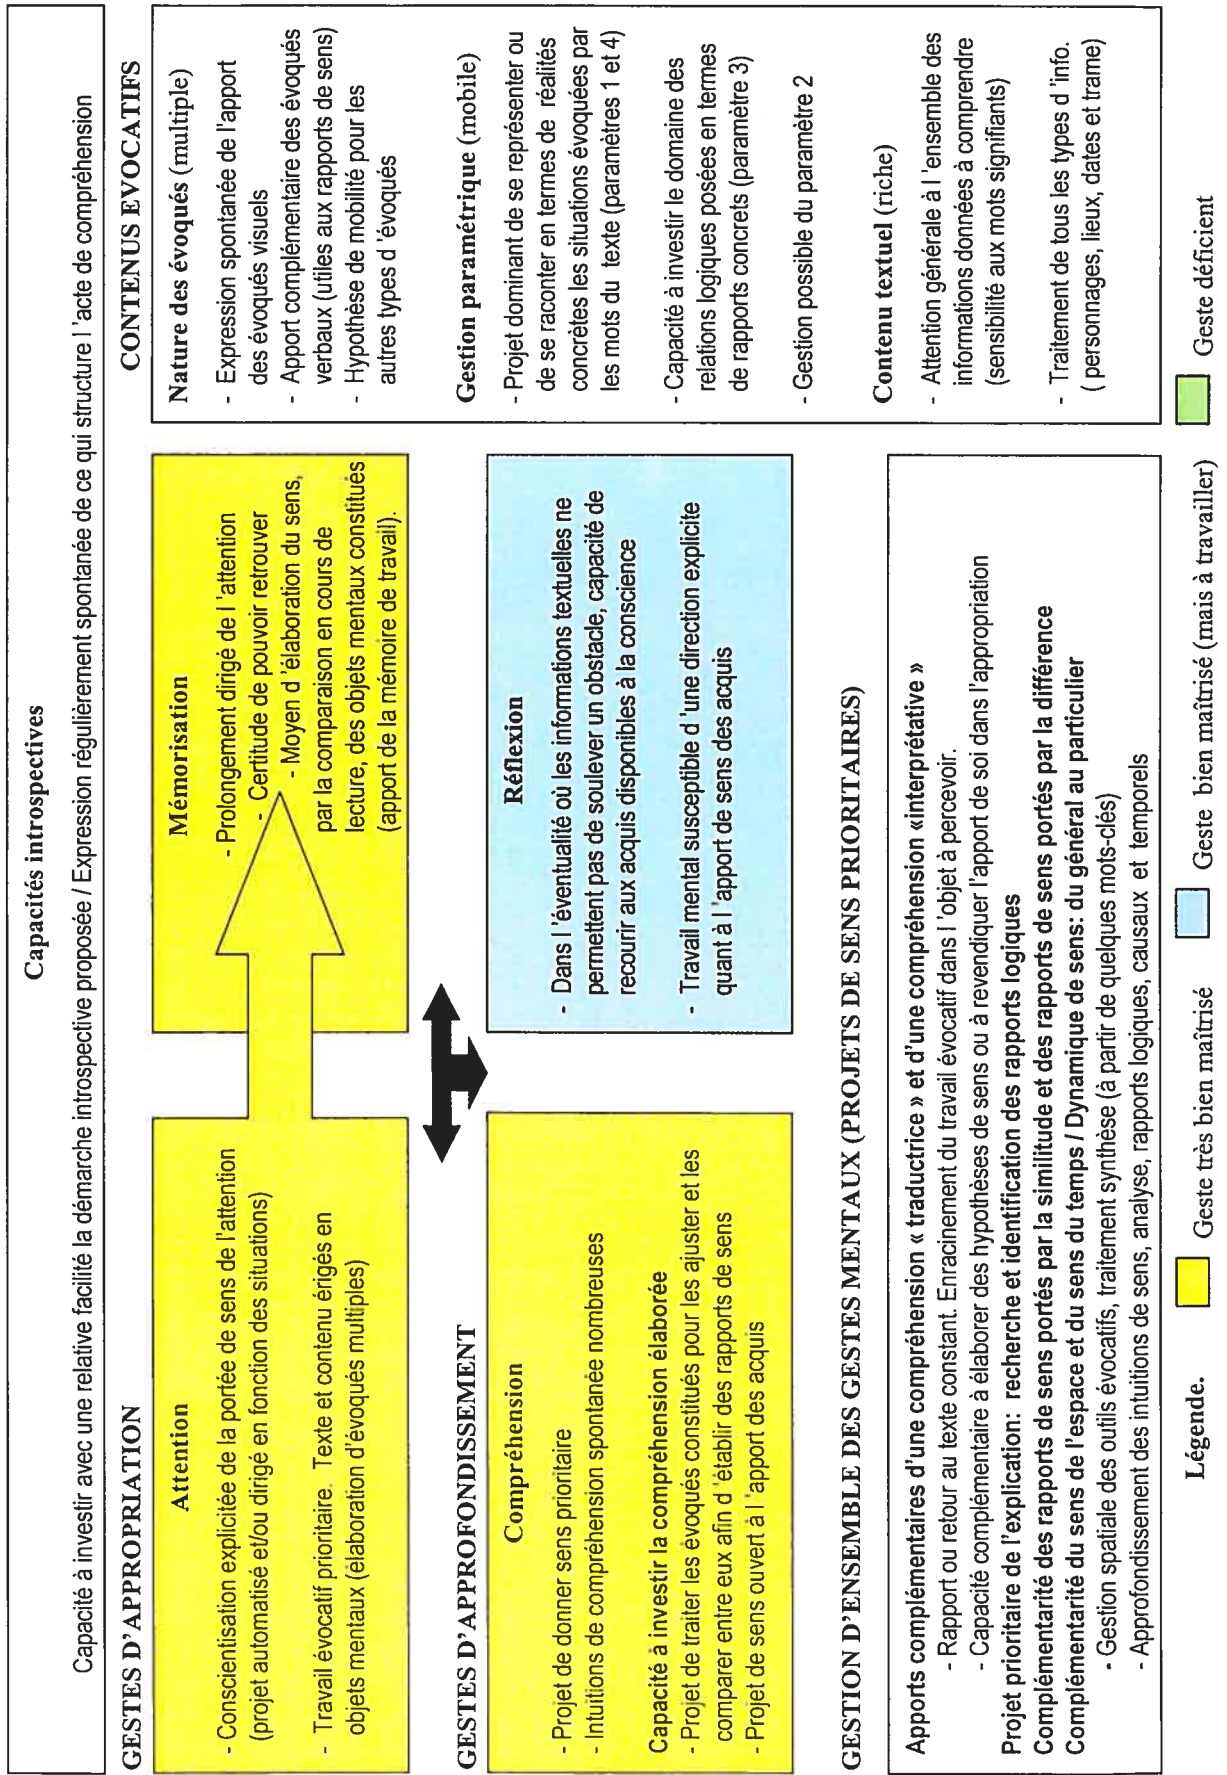 Capacités introspectives
Capacité à investir avec une relative facilité la démarche introspective proposée / Expression régulièrement spontanée de ce qui structure l 'acte de compréhension
GESTES D'APPROPRIATION
Attention
- Conscientisation explicitée de la portée de sens de l'attention
(projet automatisé et/ou dirigé en fonction des situations)
- Travail évocatif prioritaire. Texte et contenu érigés en
objets mentaux (élaboration d'évoqués multiples)
Mémorisation
- Prolongement dirigé de l 'attention
- Certitude de pouvoir retrouver
- Moyen d 'élaboration du sens,
par la comparaison en cours de
lecture, des objets mentaux constitués
(apport de la mémoire de travail).
GESTES D'APPROFONDISSEMENT
Compréhension
- Projet de donner sens prioritaire
- Intuitions de compréhension spontanée nombreuses
Capacité à investir la compréhension élaborée
- Projet de traiter les évoqués constitués pour les ajuster et les
comparer entre eux afin d 'établir des rapports de sens
- Projet de sens ouvert à l 'apport des acquis
Réflexion
- Dans l 'éventualité où les informations textuelles ne
permettent pas de soulever un obstacle, capacité de
recourir aux acquis disponibles à la conscience
- Travail mental susceptible d 'une direction explicite
quant à l 'apport de sens des acquis
CONTENUS EVOCATIFS
Nature des évoqués (multiple)
- Expression spontanée de l'apport
des évoqués visuels
- Apport complémentaire des évoqués
verbaux (utiles aux rapports de sens)
- Hypothèse de mobilité pour les
autres types d 'évoqués
Gestion paramétrique (mobile)
- Projet dominant de se représenter ou
de se raconter en termes de réalités
concrètes les situations évoquées par
les mots du texte (paramètres 1 et 4)
- Capacité à investir le domaine des
relations logiques posées en termes
de rapports concrets (paramètre 3)
- Gestion possible du paramètre 2
Contenu textuel (riche)
- Attention générale à l 'ensemble des
informations données à comprendre
(sensibilité aux mots signifiants)
- Traitement de tous les types d 'info.
( personnages, lieux, dates et trame)
GESTION D'ENSEMBLE DES GESTES MENTAUX (PROJETS DE SENS PRIORITAIRES)
Apports complémentaires d'une compréhension « traductrice » et d'une compréhension «interprétative »
- Rapport ou retour au texte constant. Enracinement du travail évocatif dans l 'objet à percevoir.
- Capacité complémentaire à élaborer des hypothèses de sens ou à revendiquer l'apport de soi dans l'appropriation
Projet prioritaire de l'explication: recherche et identification des rapports logiques
Complémentarité des rapports de sens portés par la similitude et des rapports de sens portés par la différence
Complémentarité du sens de l'espace et du sens du temps / Dynamique de sens: du général au particulier
- Gestion spatiale des outils évocatifs, traitement synthèse (à partir de quelques mots-clés)
- Approfondissement des intuitions de sens, analyse, rapports logiques, causaux et temporels
Légende.
Geste très bien maîtrisé
Geste bien maîtrisé (mais à travailler)
Geste déficient